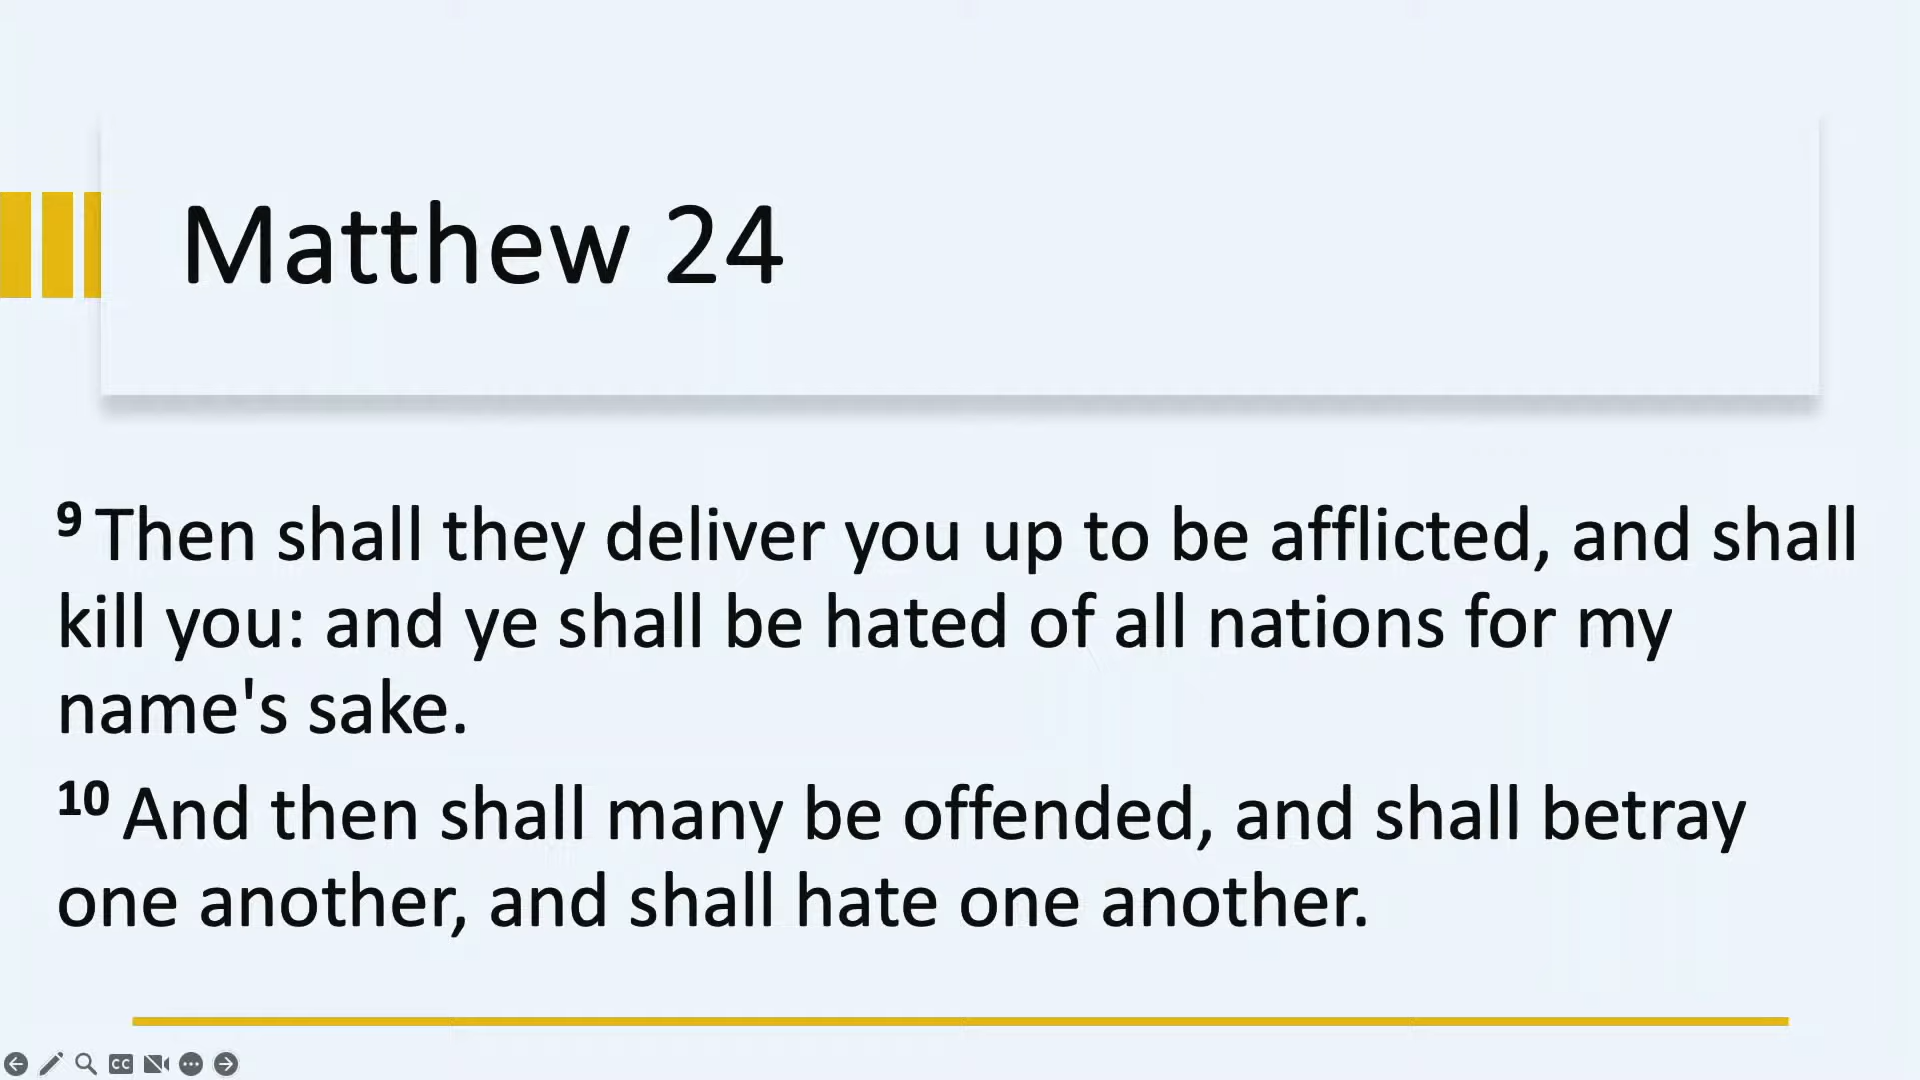 Matthew 24
9 Then shall they deliver you up to be afflicted, and shall
kill you: and ye shall be hated of all nations for my
name's sake.
10 And then shall many be offended, and shall betray
one another, and shall hate one another.
CC